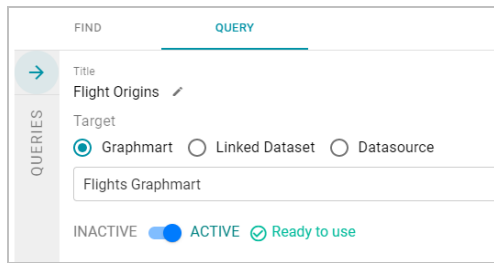 FIND QUERY
Title
Flight Origins
Target
Graphmart Linked Dataset Datasource
Flights Graphmart
INACTIVE ACTIVE Ready to use
QUERIES